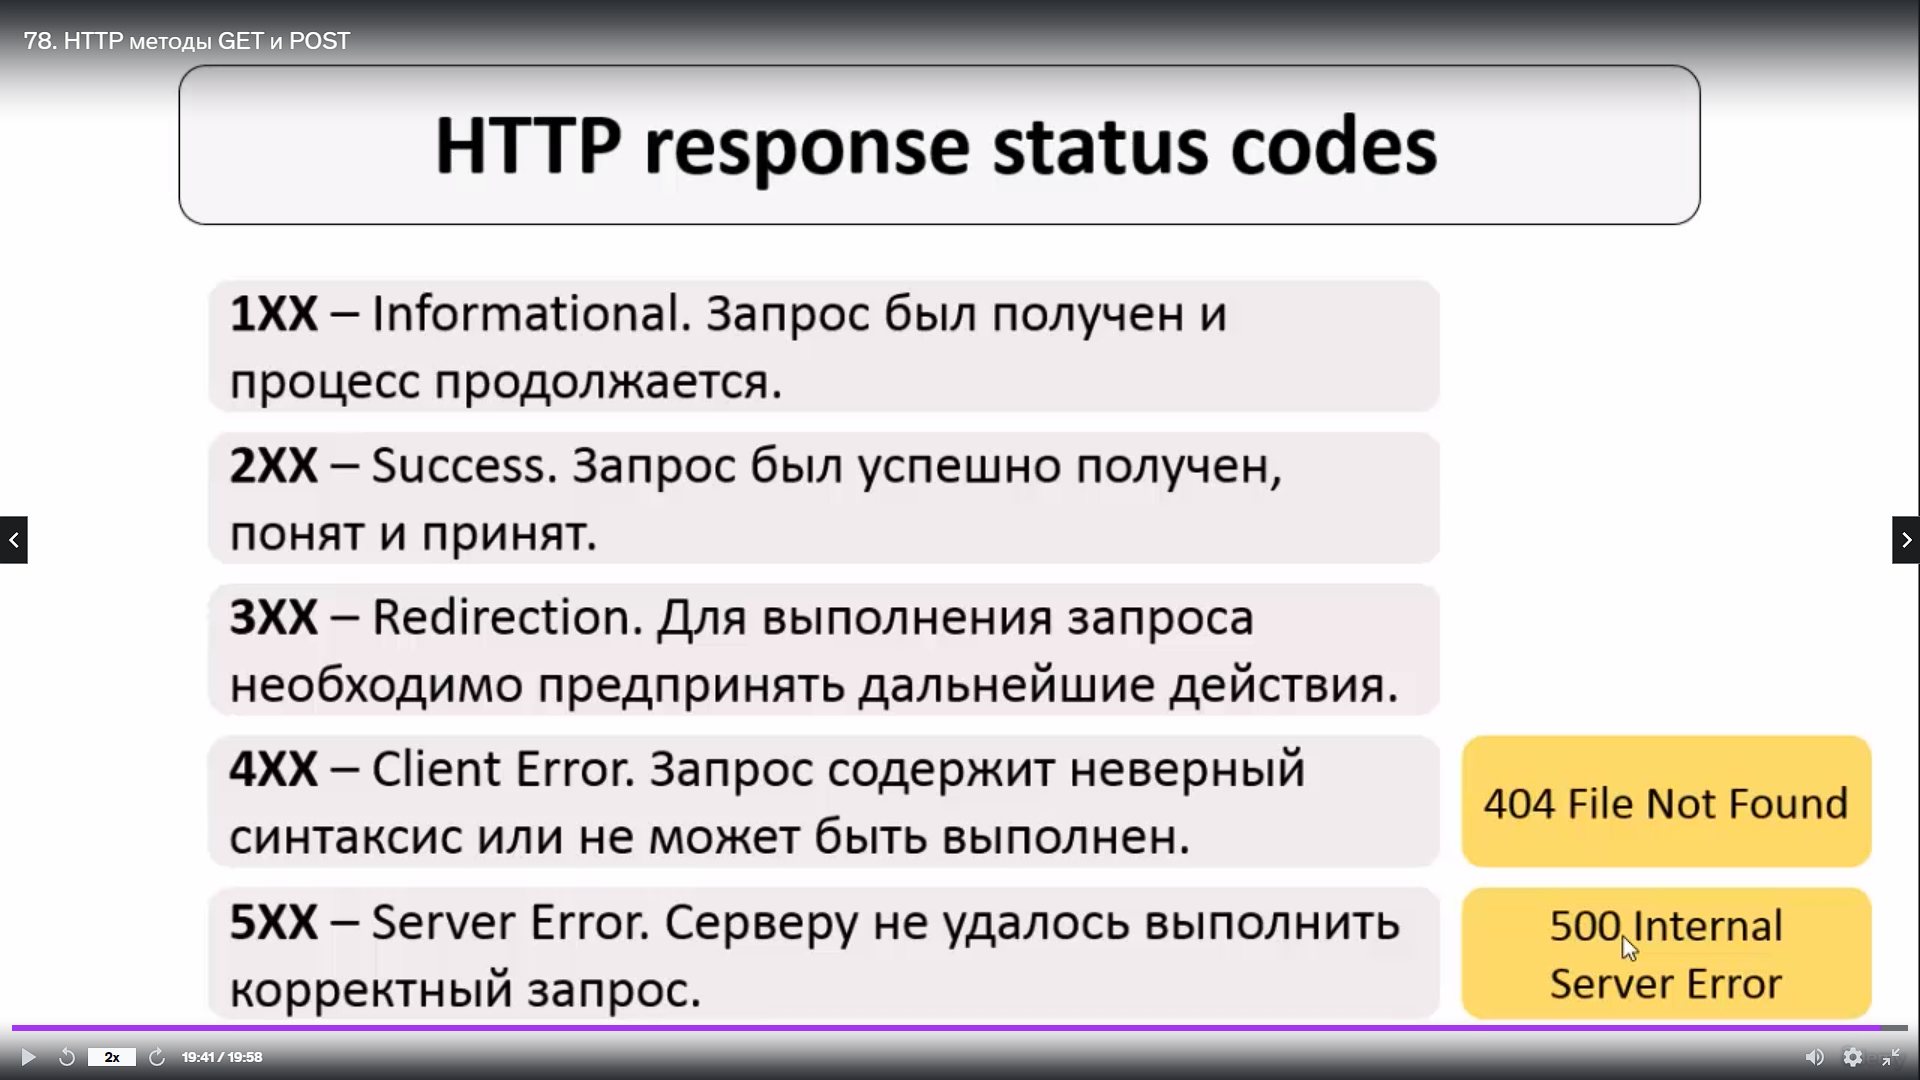 78. HTTP методы GET и POST
HTTP response status codes
1XX – Informational. Запрос был получен и
процесс продолжается.
2XX – Success. Запрос был успешно получен,
понят и принят.
3XX – Redirection. Для выполнения запроса
необходимо предпринять дальнейшие действия.
4XX – Client Error. Запрос содержит неверный
синтаксис или не может быть выполнен.
404 File Not Found
5XX – Server Error. Серверу не удалось выполнить
корректный запрос.
500 Internal
Server Error
2x
19:41 / 19:58